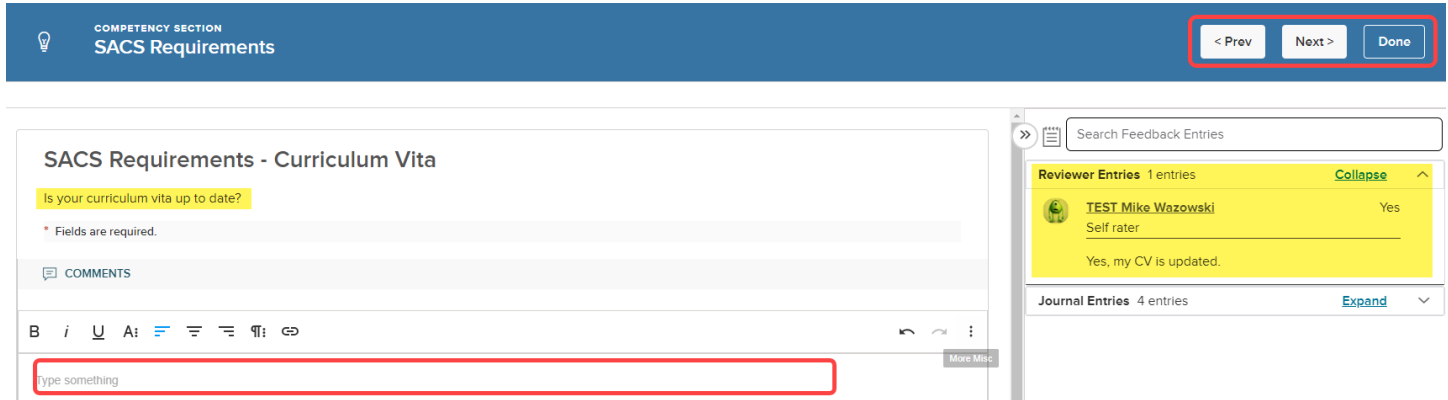 COMPETENCY SECTION
SACS Requirements
< Prev
Next >
Done
SACS Requirements - Curriculum Vita
Is your curriculum vita up to date?
* Fields are required.
COMMENTS
B i U A
More Misc
Type something
Search Feedback Entries
Reviewer Entries 1 entries Collapse
TEST Mike Wazowski Yes
Self rater
Yes, my CV is updated.
Journal Entries 4 entries Expand